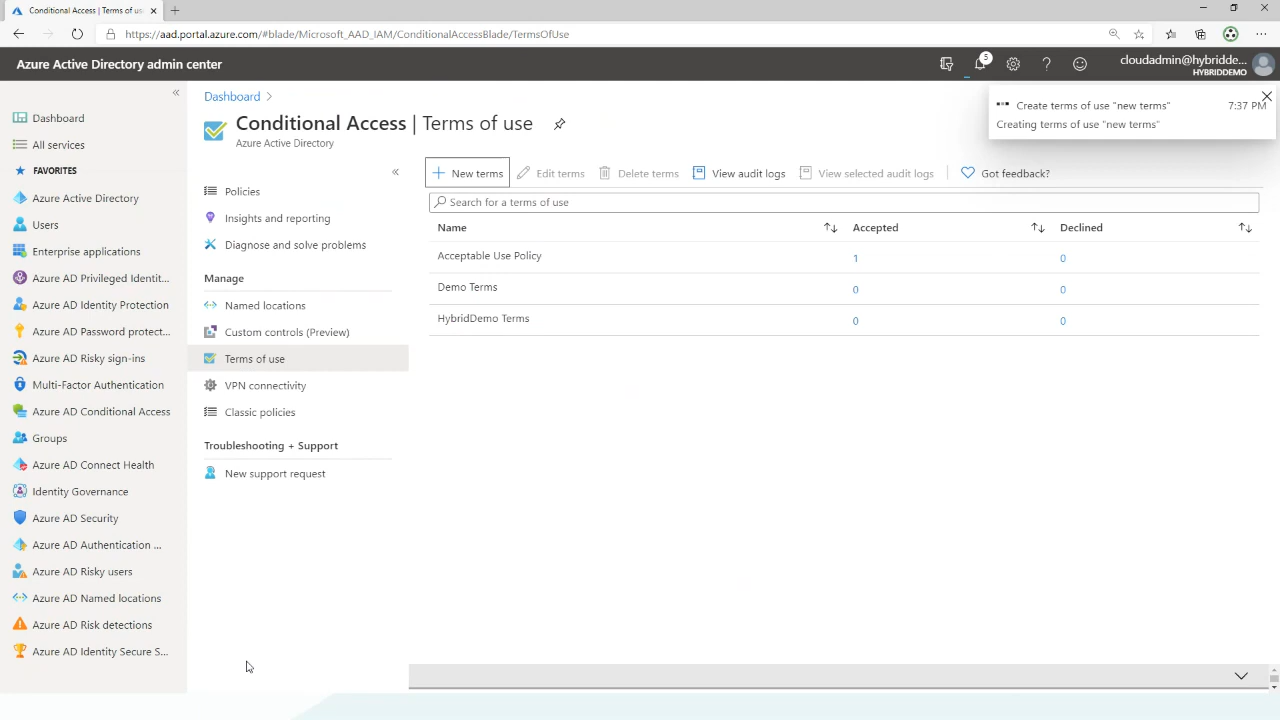 Conditional Access | Terms of us
https://aad.portal.azure.com/#blade/Microsoft_AAD_IAM/ConditionalAccessBlade/TermsOfUse
Azure Active Directory admin center
5
cloudadmin@hybridde...
HYBRIDDEMO
Dashboard
All services
FAVORITES
Azure Active Directory
Users
Enterprise applications
Azure AD Privileged Identit...
Azure AD Identity Protection
Azure AD Password protect...
Azure AD Risky sign-ins
Multi-Factor Authentication
Azure AD Conditional Access
Groups
Azure AD Connect Health
Identity Governance
Azure AD Security
Azure AD Authentication ...
Azure AD Risky users
Azure AD Named locations
Azure AD Risk detections
Azure AD Identity Secure S...
Dashboard >
Conditional Access | Terms of use
Azure Active Directory
Policies
Insights and reporting
Diagnose and solve problems
Manage
Named locations
Custom controls (Preview)
Terms of use
VPN connectivity
Classic policies
Troubleshooting + Support
New support request
New terms Edit terms Delete terms View audit logs View selected audit logs Got feedback?
Search for a terms of use
Name Accepted Declined
Acceptable Use Policy 1 0
Demo Terms 0 0
HybridDemo Terms 0 0
Create terms of use "new terms" 7:37 PM
Creating terms of use "new terms"